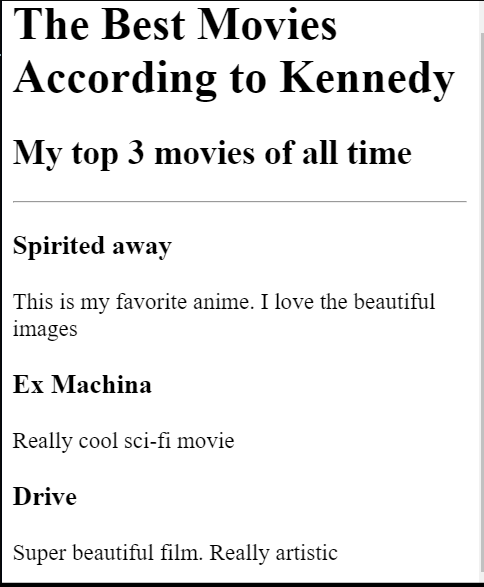 The Best Movies
According to Kennedy
My top 3 movies of all time
Spirited away
This is my favorite anime. I love the beautiful
images
Ex Machina
Really cool sci-fi movie
Drive
Super beautiful film. Really artistic